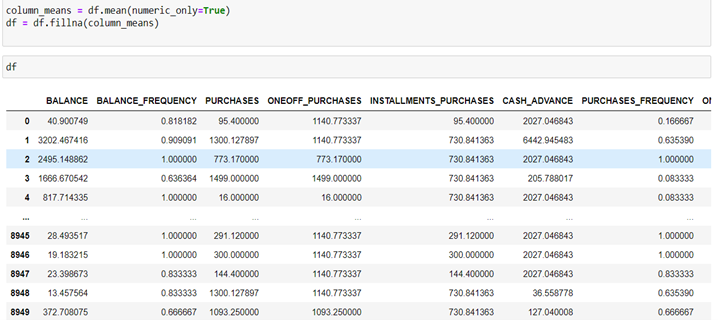 column_means = df.mean(numeric_only=True)
df = df.fillna(column_means)
df
BALANCE BALANCE_FREQUENCY PURCHASES ONEOFF_PURCHASES INSTALLMENTS_PURCHASES CASH_ADVANCE PURCHASES_FREQUENCY
0 40.900749 0.818182 95.400000 1140.773337 95.400000 2027.046843 0.166667
1 3202.467416 0.909091 1300.127897 1140.773337 730.841363 6442.945483 0.635390
2 2495.148862 1.000000 773.170000 773.170000 730.841363 2027.046843 1.000000
3 1666.670542 0.636364 1499.000000 1499.000000 730.841363 205.788017 0.083333
4 817.714335 1.000000 16.000000 16.000000 730.841363 2027.046843 0.083333
... ... ... ... ... ... ... ...
8945 28.493517 1.000000 291.120000 1140.773337 291.120000 2027.046843 1.000000
8946 19.183215 1.000000 300.000000 1140.773337 300.000000 2027.046843 1.000000
8947 23.398673 0.833333 144.400000 1140.773337 144.400000 2027.046843 0.833333
8948 13.457564 0.833333 1300.127897 1140.773337 730.841363 36.558778 0.635390
8949 372.708075 0.666667 1093.250000 1093.250000 730.841363 127.040008 0.666667